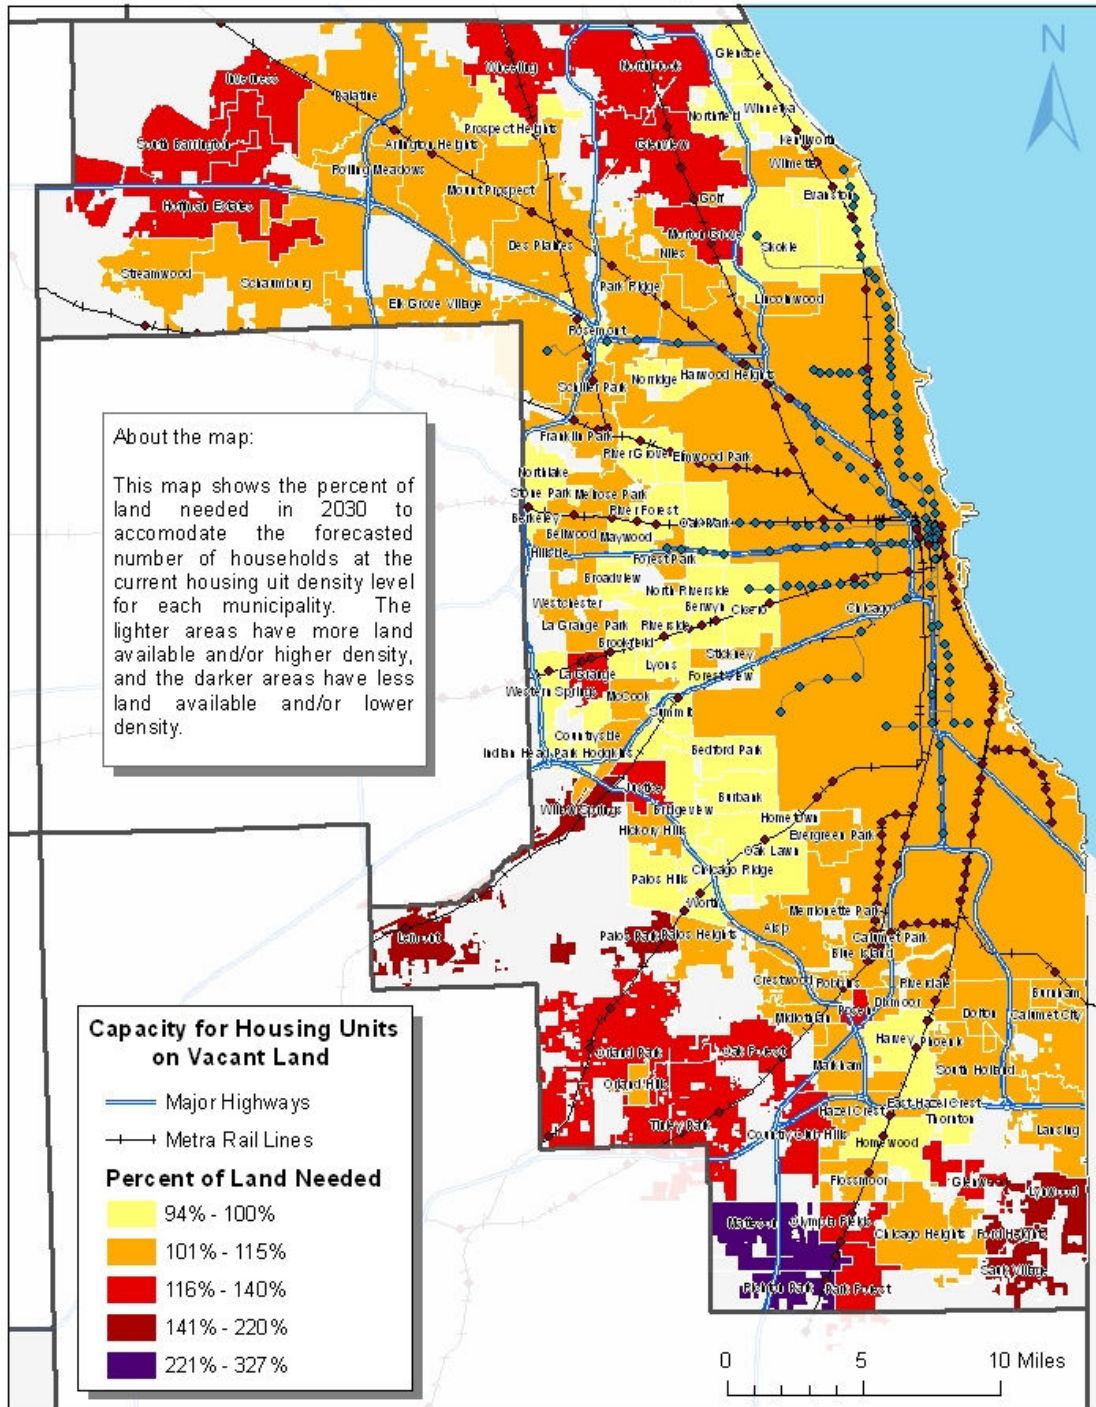 N
Glencoe
Wheeling
Northbrook
Inverness
Palatine
Winnetka
Northfield
Prospect Heights
South Barrington
Arlington Heights
Glenview
Kenilworth
Wilmette
Rolling Meadows
Mount Prospect
Evanston
Hoffman Estates
Golf
Morton Grove
Skokie
Des Plaines
Niles
Streamwood
Schaumburg
Park Ridge
Elk Grove Village
Lincolnwood
Rosemont
Harwood Heights
Norridge
Schiller Park
Franklin Park
River Grove
Elmwood Park
Northlake
Stone Park
Melrose Park
River Forest
Berkeley
Oak Park
Bellwood
Maywood
Hillside
Forest Park
Broadview
North Riverside
Westchester
Berwyn
Cicero
Chicago
La Grange Park
Riverside
Brookfield
Stickney
Lyons
Forest View
La Grange
Western Springs
McCook
Summit
Countryside
Indian Head Park
Hodgkins
Bedford Park
Justice
Willow Springs
Bridgeview
Burbank
Hometown
Hickory Hills
Evergreen Park
Oak Lawn
Chicago Ridge
Palos Hills
Worth
Merrionette Park
Alsip
Lemont
Palos Park
Palos Heights
Calumet Park
Blue Island
Crestwood
Robbins
Riverdale
Burnham
Dixmoor
Posen
Dolton
Calumet City
Midlothian
Orland Park
Oak Forest
Harvey
Phoenix
Markham
South Holland
Orland Hills
East Hazel Crest
Hazel Crest
Thornton
Tinley Park
Country Club Hills
Lansing
Homewood
Flossmoor
Glenwood
Lynwood
Matteson
Olympia Fields
Chicago Heights
Ford Heights
Sauk Village
Richton Park
Park Forest
About the map:
This map shows the percent of
land needed in 2030 to
accomodate the forecasted
number of households at the
current housing uit density level
for each municipality. The
lighter areas have more land
available and/or higher density,
and the darker areas have less
land available and/or lower
density.
Capacity for Housing Units
on Vacant Land
Major Highways
Metra Rail Lines
Percent of Land Needed
94% - 100%
101% - 115%
116% - 140%
141% - 220%
221% - 327%
0 5 10 Miles